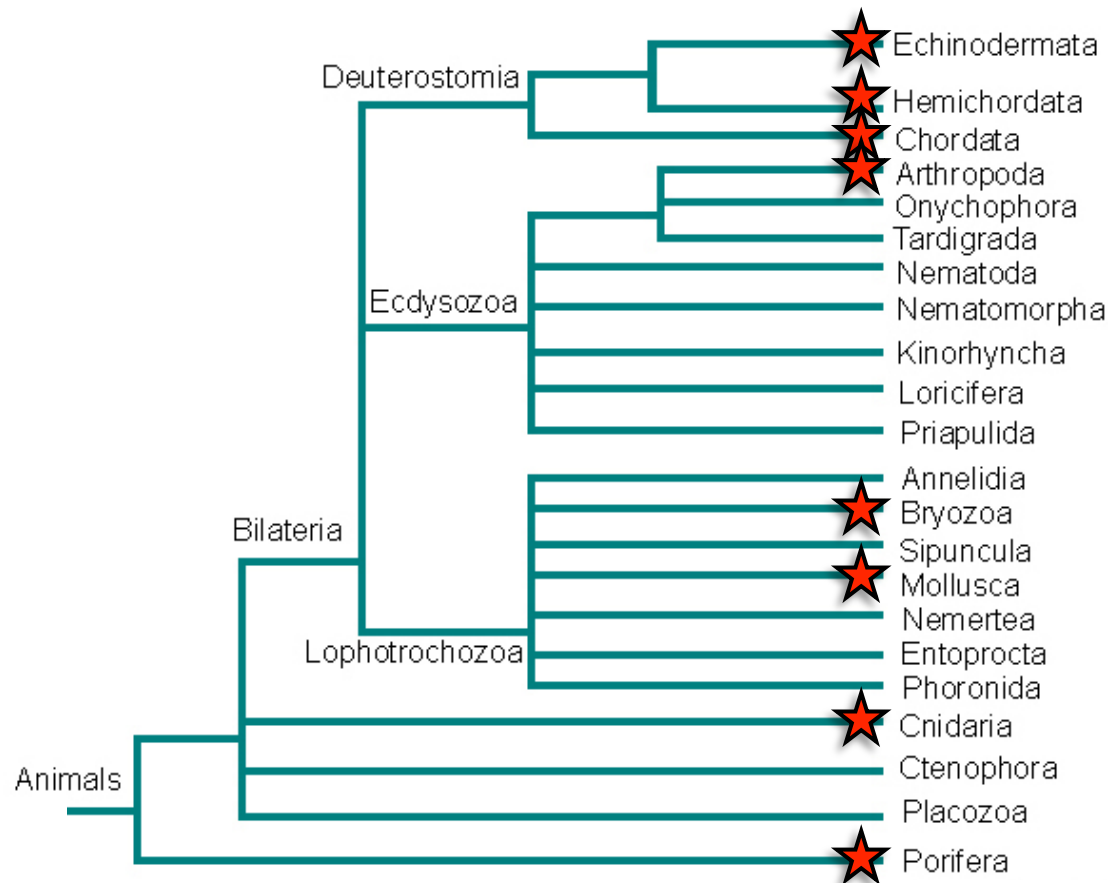 Echinodermata
Deuterostomia
Hemichordata
Chordata
Arthropoda
Onychophora
Tardigrada
Nematoda
Ecdysozoa
Nematomorpha
Kinorhyncha
Loricifera
Priapulida
Annelidia
Bryozoa
Bilateria
Sipuncula
Mollusca
Nemertea
Lophotrochozoa
Entoprocta
Phoronida
Cnidaria
Ctenophora
Animals
Placozoa
Porifera